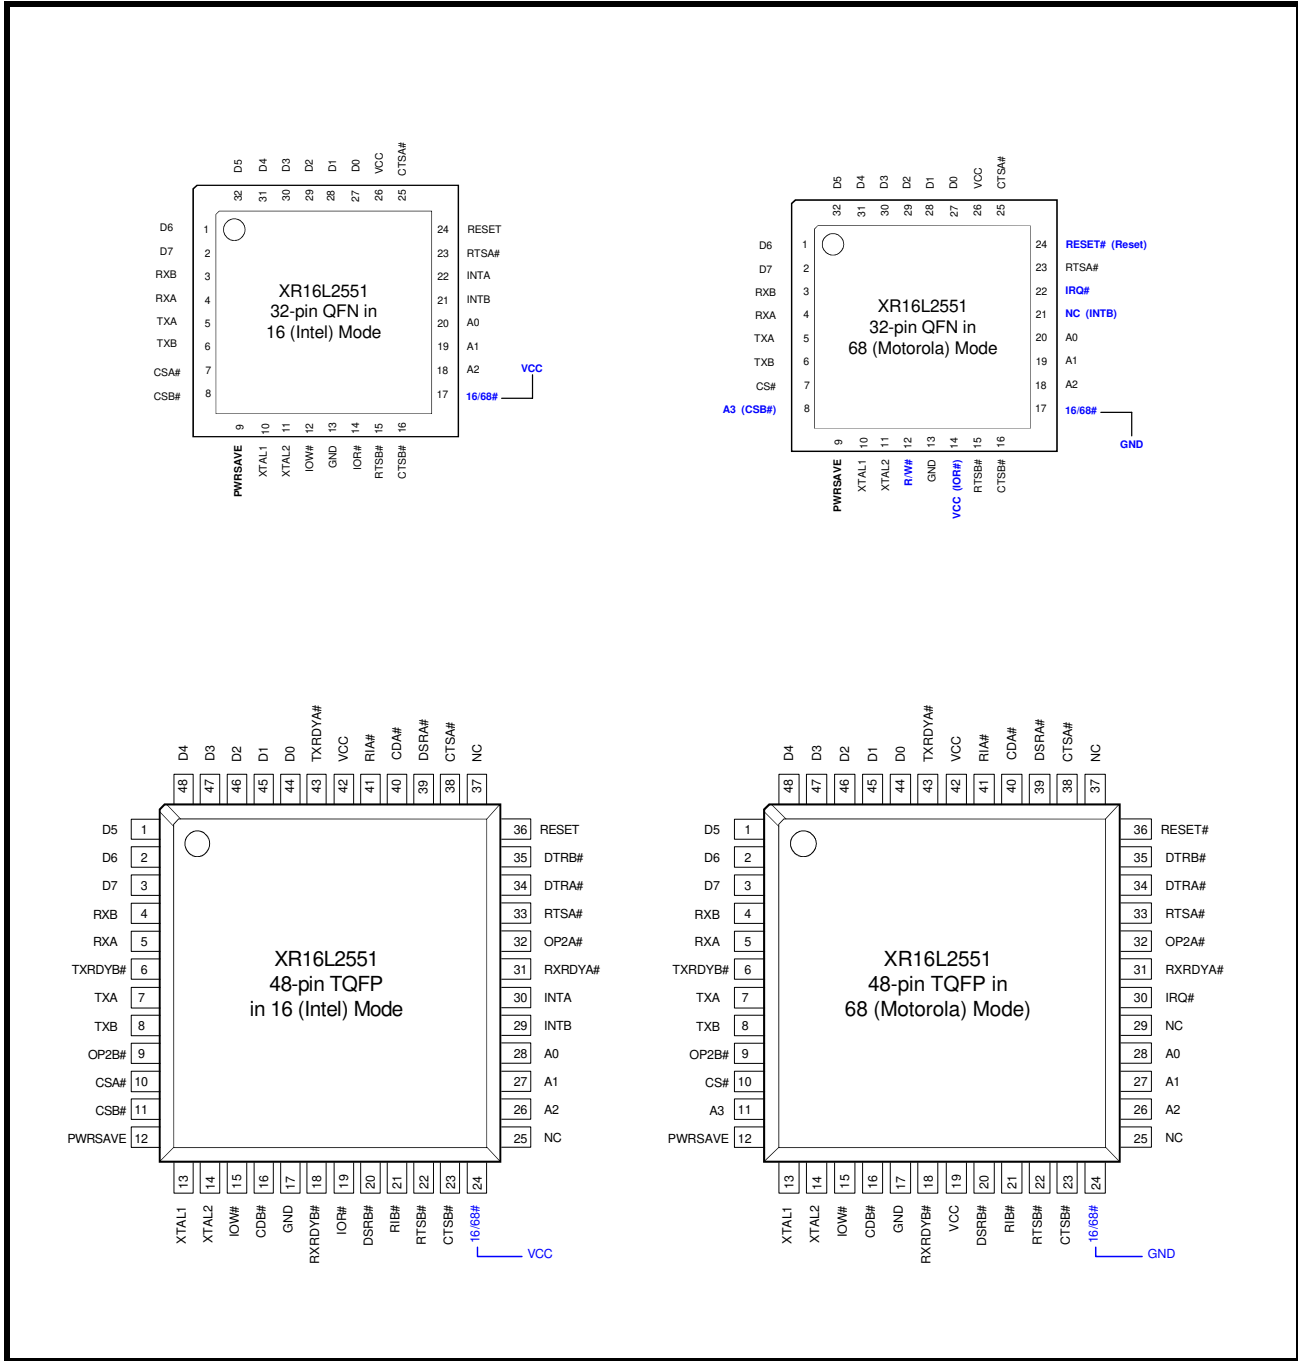 D5 D4 D3 D2 D1 D0 VCC CTSA#
32 31 30 29 28 27 26 25
D6 1 24 RESET
D7 2 23 RTSA#
RXB 3 22 INTA
RXA 4 21 INTB
TXA 5 20 A0
TXB 6 19 A1
CSA# 7 18 A2 VCC
CSB# 8 17 16/68#
XR16L2551
32-pin QFN in
16 (Intel) Mode
9 10 11 12 13 14 15 16
PWRSAVE XTAL1 XTAL2 IOW# GND IOR# RTSB# CTSB#
D5 D4 D3 D2 D1 D0 VCC CTSA#
32 31 30 29 28 27 26 25
D6 1 24 RESET# (Reset)
D7 2 23 RTSA#
RXB 3 22 IRQ#
RXA 4 21 NC (INTB)
TXA 5 20 A0
TXB 6 19 A1
CS# 7 18 A2
A3 (CSB#) 8 17 16/68#
GND
XR16L2551
32-pin QFN in
68 (Motorola) Mode
9 10 11 12 13 14 15 16
PWRSAVE XTAL1 XTAL2 R/W# GND VCC (IOR#) RTSB# CTSB#
D4 D3 D2 D1 D0 TXRDYA# VCC RIA# CDA# DSRA# CTSA# NC
48 47 46 45 44 43 42 41 40 39 38 37
D5 1 36 RESET
D6 2 35 DTRB#
D7 3 34 DTRA#
RXB 4 33 RTSA#
RXA 5 32 OP2A#
TXRDYB# 6 31 RXRDYA#
TXA 7 30 INTA
TXB 8 29 INTB
OP2B# 9 28 A0
CSA# 10 27 A1
CSB# 11 26 A2
PWRSAVE 12 25 NC
XR16L2551
48-pin TQFP
in 16 (Intel) Mode
13 14 15 16 17 18 19 20 21 22 23 24
XTAL1 XTAL2 IOW# CDB# GND RXRDYB# IOR# DSRB# RIB# RTSB# CTSB# 16/68#
VCC
D4 D3 D2 D1 D0 TXRDYA# VCC RIA# CDA# DSRA# CTSA# NC
48 47 46 45 44 43 42 41 40 39 38 37
D5 1 36 RESET#
D6 2 35 DTRB#
D7 3 34 DTRA#
RXB 4 33 RTSA#
RXA 5 32 OP2A#
TXRDYB# 6 31 RXRDYA#
TXA 7 30 IRQ#
TXB 8 29 NC
OP2B# 9 28 A0
CS# 10 27 A1
A3 11 26 A2
PWRSAVE 12 25 NC
XR16L2551
48-pin TQFP in
68 (Motorola) Mode)
13 14 15 16 17 18 19 20 21 22 23 24
XTAL1 XTAL2 IOW# CDB# GND RXRDYB# VCC DSRB# RIB# RTSB# CTSB# 16/68#
GND